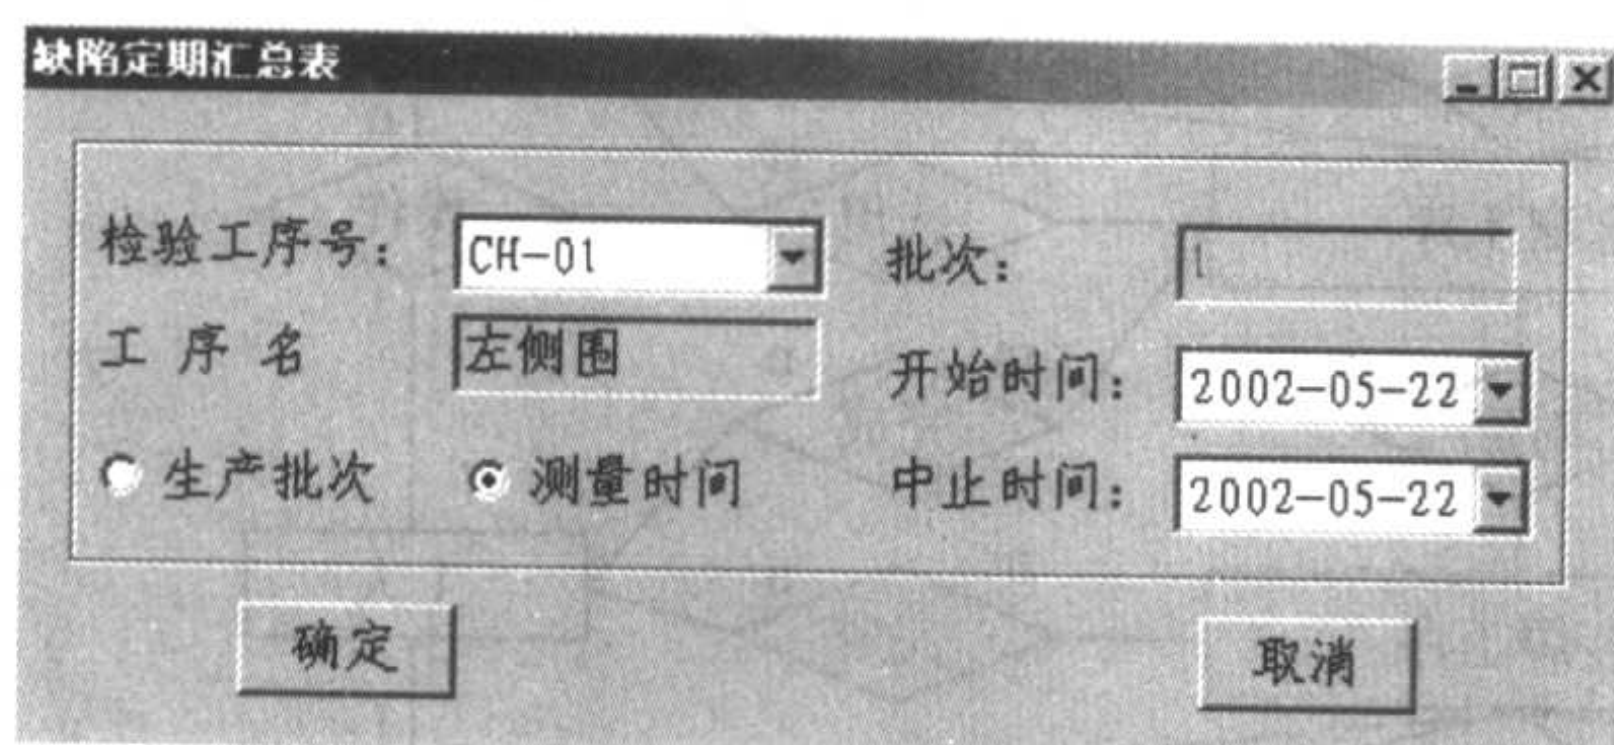 缺陷定期汇总表
检验工序号: CH-01 批次: 1
工 序 名 左侧围 开始时间: 2002-05-22
生产批次 测量时间 中止时间: 2002-05-22
确定 取消